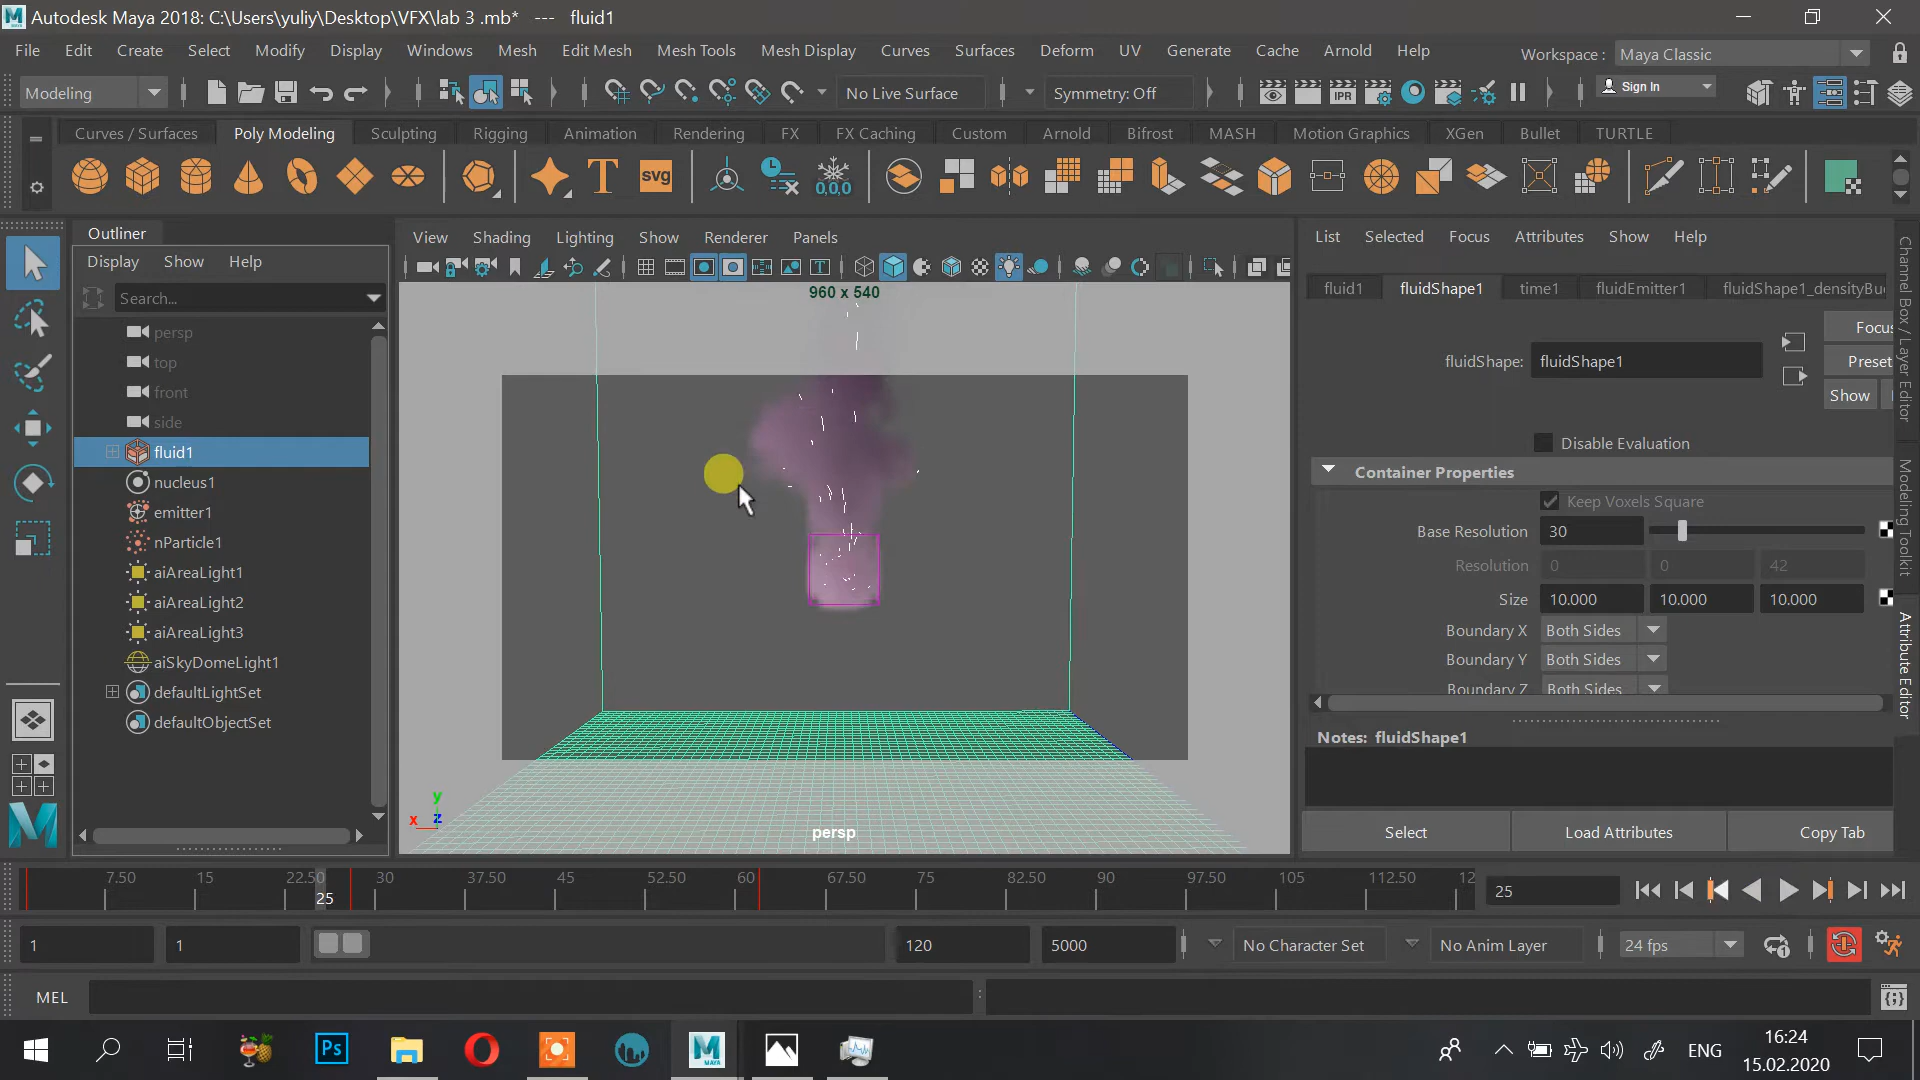 Autodesk Maya 2018: C:\Users\yuliy\Desktop\VFX\lab 3 .mb* --- fluid1
File Edit Create Select Modify Display Windows Mesh Edit Mesh Mesh Tools Mesh Display Curves Surfaces Deform UV Generate Cache Arnold Help Workspace : Maya Classic
Modeling No Live Surface Symmetry: Off IPR Sign In
Curves / Surfaces Poly Modeling Sculpting Rigging Animation Rendering FX FX Caching Custom Arnold Bifrost MASH Motion Graphics XGen Bullet TURTLE
T svg 0,0,0
Outliner
Display Show Help
Search...
persp
top
front
side
fluid1
nucleus1
emitter1
nParticle1
aiAreaLight1
aiAreaLight2
aiAreaLight3
aiSkyDomeLight1
defaultLightSet
defaultObjectSet
View Shading Lighting Show Renderer Panels
960 x 540
y
x z
persp
List Selected Focus Attributes Show Help
fluid1 fluidShape1 time1 fluidEmitter1 fluidShape1_densityBu
Focus
fluidShape: fluidShape1
Preset
Show
Disable Evaluation
Container Properties
Keep Voxels Square
Base Resolution 30
Resolution 0 0 42
Size 10.000 10.000 10.000
Boundary X Both Sides
Boundary Y Both Sides
Boundary Z Both Sides
Notes: fluidShape1
Select Load Attributes Copy Tab
Channel Box / Layer Editor
Modeling Toolkit
Attribute Editor
7.50 15 22.50 30 37.50 45 52.50 60 67.50 75 82.50 90 97.50 105 112.50 12
25 25
1 1 120 5000 No Character Set No Anim Layer 24 fps
MEL
Ps MAYA ENG 16:24
15.02.2020